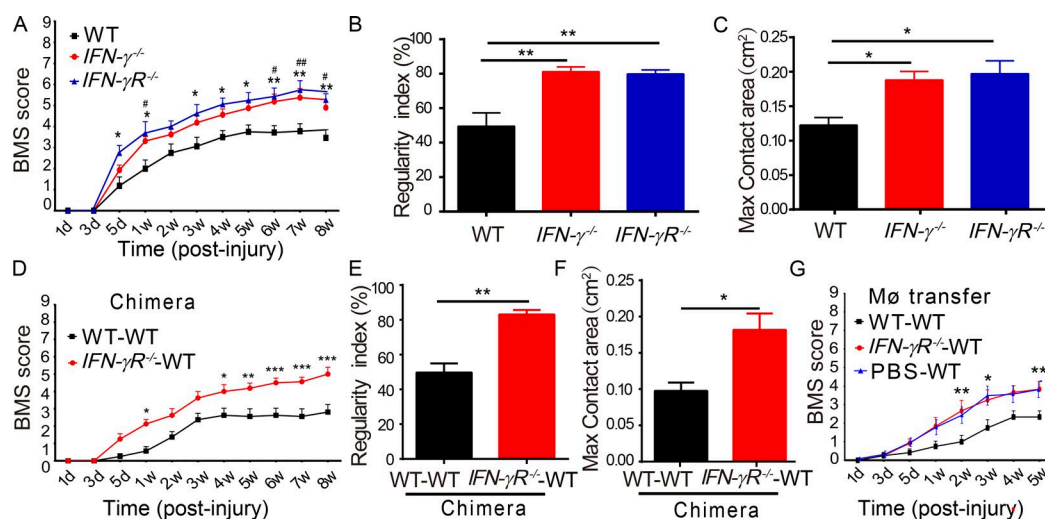 A
WT
IFN-γ-/-
IFN-γR-/-
BMS score
9
8
7
6
5
4
3
2
1
0
* # * * * * # ** ## ** # **
1d 3d 5d 1w 2w 3w 4w 5w 6w 7w 8w
Time (post-injury)
B
Regularity index (%)
100
80
60
40
20
0
**
**
WT IFN-γ-/- IFN-γR-/-
C
Max Contact area (cm²)
0.25
0.20
0.15
0.10
0.05
0.00
*
*
WT IFN-γ-/- IFN-γR-/-
D
Chimera
WT-WT
IFN-γR-/--WT
BMS score
9
8
7
6
5
4
3
2
1
0
* * ** *** *** ***
1d 3d 5d 1w 2w 3w 4w 5w 6w 7w 8w
Time (post-injury)
E
Regularity index (%)
100
80
60
40
20
0
**
WT-WT IFN-γR-/--WT
Chimera
F
Max Contact area (cm²)
0.25
0.20
0.15
0.10
0.05
0.00
*
WT-WT IFN-γR-/--WT
Chimera
G
Mø transfer
WT-WT
IFN-γR-/--WT
PBS-WT
BMS score
9
8
7
6
5
4
3
2
1
0
** * **
1d 3d 5d 1w 2w 3w 4w 5w
Time (post-injury)